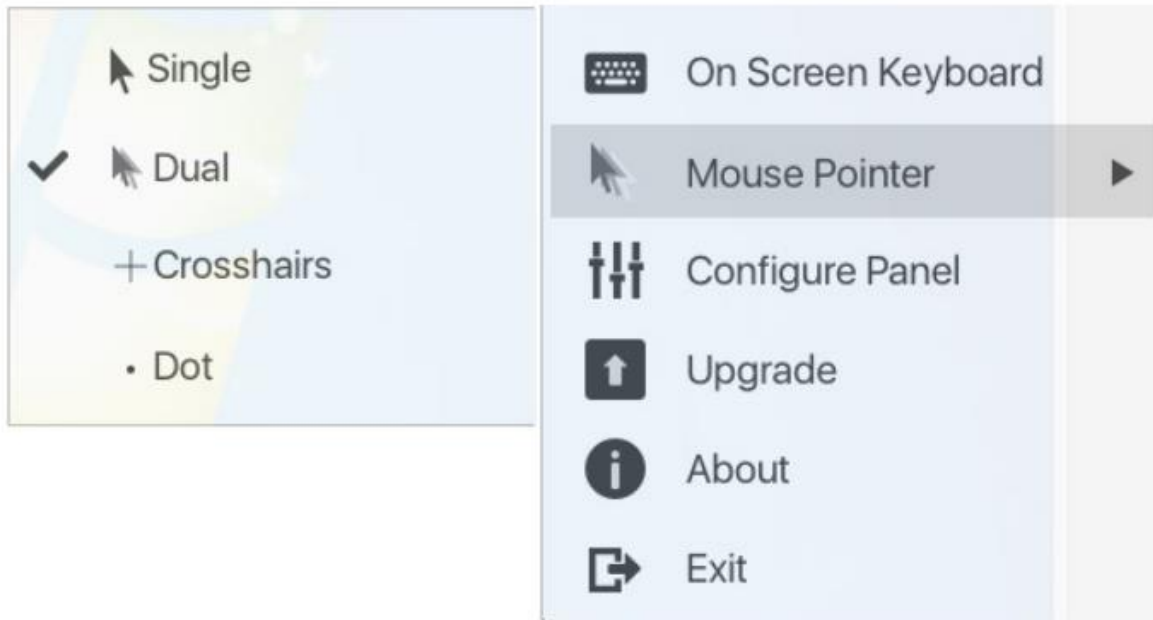 Single
Dual
Crosshairs
Dot
On Screen Keyboard
Mouse Pointer
Configure Panel
Upgrade
About
Exit